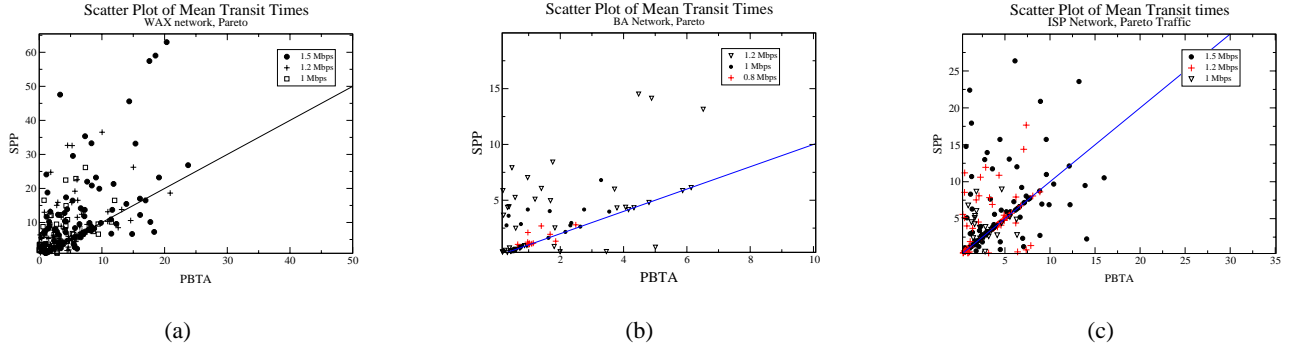 Scatter Plot of Mean Transit Times
WAX network, Pareto
60
50
40
30
20
10
0
SPP
1.5 Mbps
1.2 Mbps
1 Mbps
0 10 20 30 40 50
PBTA
(a)
Scatter Plot of Mean Transit Times
BA Network, Pareto
15
10
5
SPP
1.2 Mbps
1 Mbps
0.8 Mbps
2 4 6 8 10
PBTA
(b)
Scatter Plot of Mean Transit times
ISP Network, Pareto Traffic
25
20
15
10
5
SPP
1.5 Mbps
1.2 Mbps
1 Mbps
5 10 15 20 25 30 35
PBTA
(c)